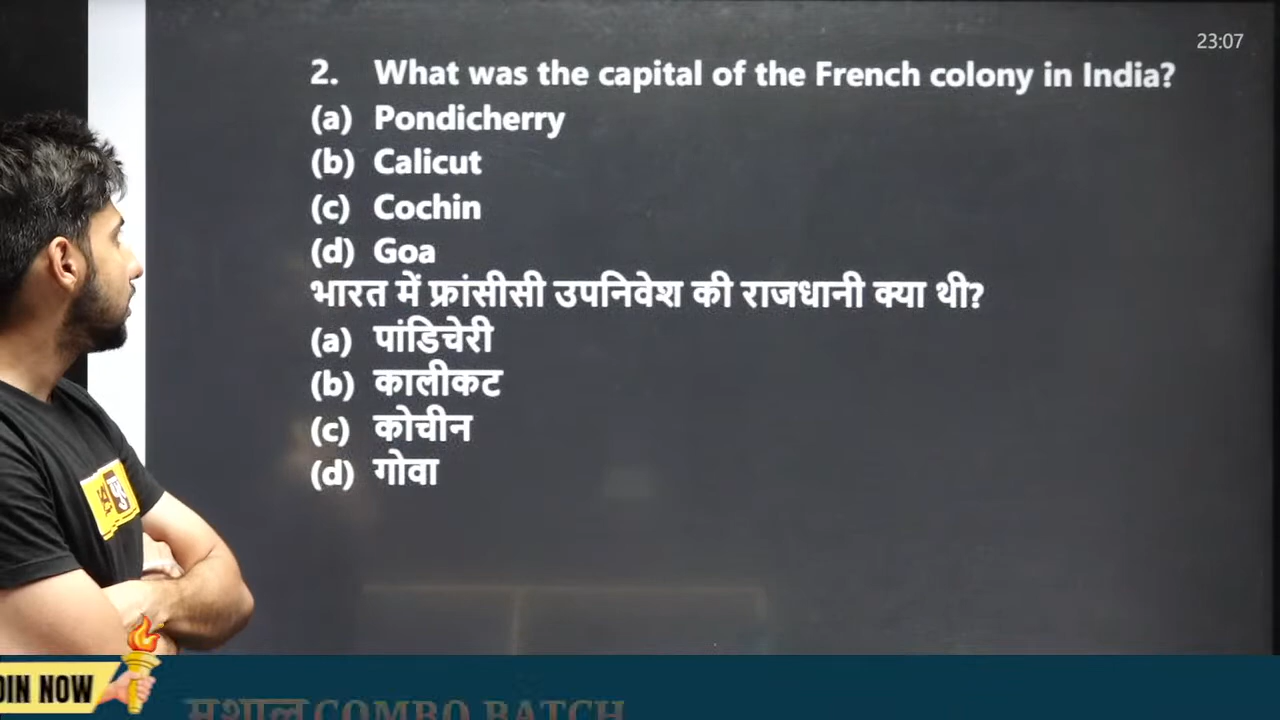 23:07
2. What was the capital of the French colony in India?
(a) Pondicherry
(b) Calicut
(c) Cochin
(d) Goa
भारत में फ्रांसीसी उपनिवेश की राजधानी क्या थी?
(a) पांडिचेरी
(b) कालीकट
(c) कोचीन
(d) गोवा
OIN NOW
मशाल COMBO BATCH